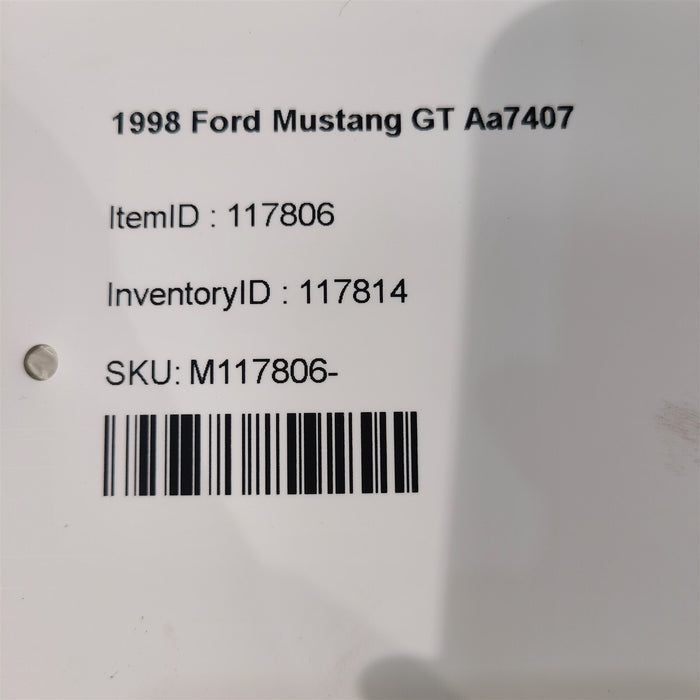 1998 Ford Mustang GT Aa7407
ItemID : 117806
InventoryID : 117814
SKU: M117806-